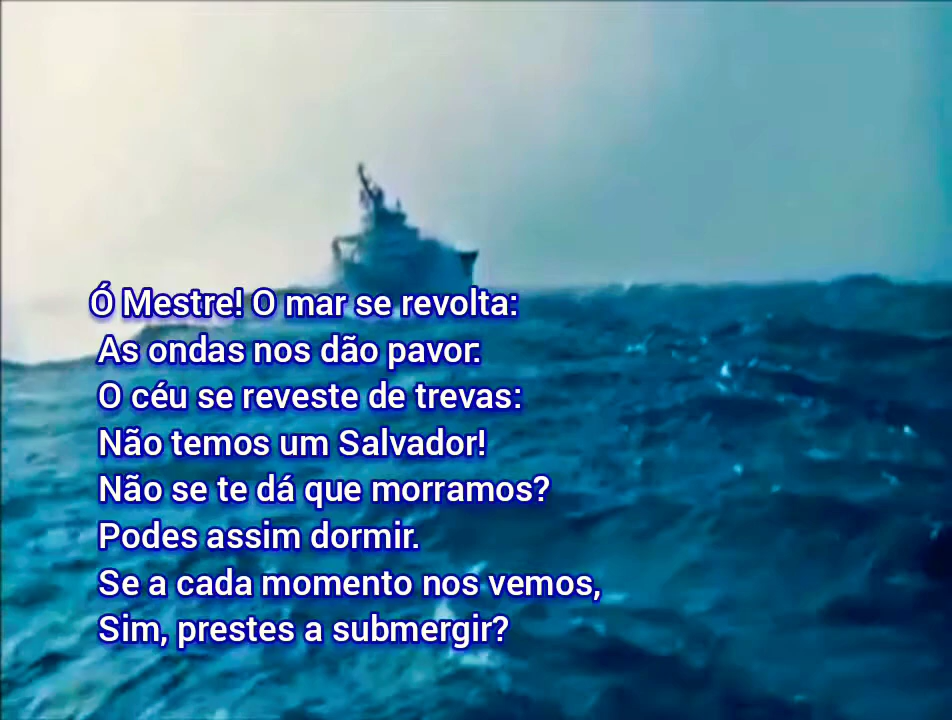 Ó Mestre! O mar se revolta:
As ondas nos dão pavor:
O céu se reveste de trevas:
Não temos um Salvador!
Não se te dá que morramos?
Podes assim dormir.
Se a cada momento nos vemos,
Sim, prestes a submergir?